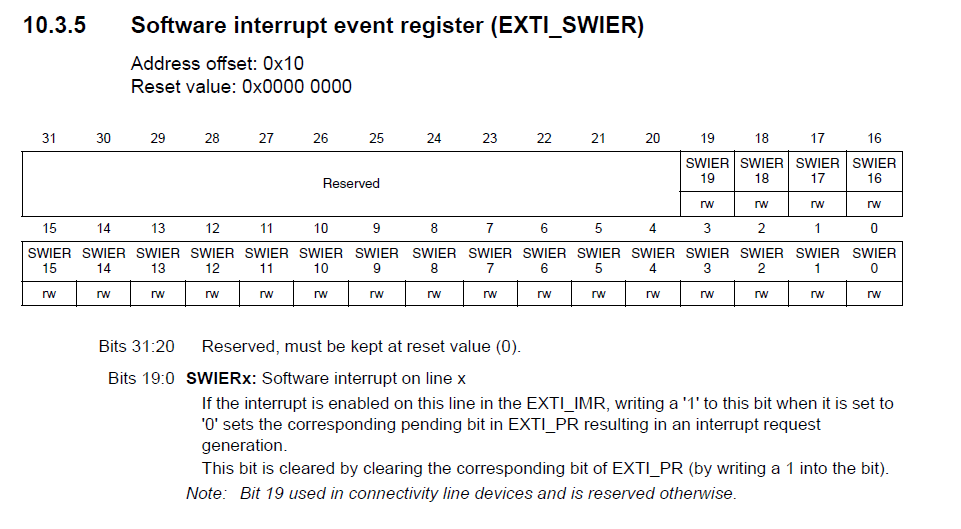 10.3.5 Software interrupt event register (EXTI_SWIER)
Address offset: 0x10
Reset value: 0x0000 0000
31 30 29 28 27 26 25 24 23 22 21 20 19 18 17 16
Reserved SWIER 19 SWIER 18 SWIER 17 SWIER 16
rw rw rw rw
15 14 13 12 11 10 9 8 7 6 5 4 3 2 1 0
SWIER 15 SWIER 14 SWIER 13 SWIER 12 SWIER 11 SWIER 10 SWIER 9 SWIER 8 SWIER 7 SWIER 6 SWIER 5 SWIER 4 SWIER 3 SWIER 2 SWIER 1 SWIER 0
rw rw rw rw rw rw rw rw rw rw rw rw rw rw rw rw
Bits 31:20 Reserved, must be kept at reset value (0).
Bits 19:0 SWIERx: Software interrupt on line x
If the interrupt is enabled on this line in the EXTI_IMR, writing a '1' to this bit when it is set to
'0' sets the corresponding pending bit in EXTI_PR resulting in an interrupt request
generation.
This bit is cleared by clearing the corresponding bit of EXTI_PR (by writing a 1 into the bit).
Note: Bit 19 used in connectivity line devices and is reserved otherwise.